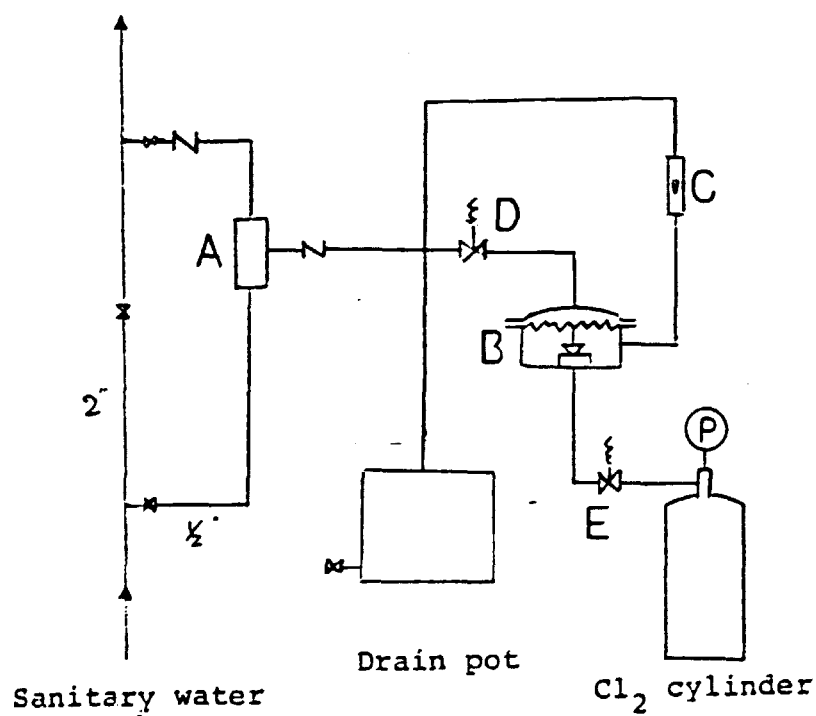 C
D
A
B
P
2"
E
½"
Drain pot
Cl₂ cylinder
Sanitary water